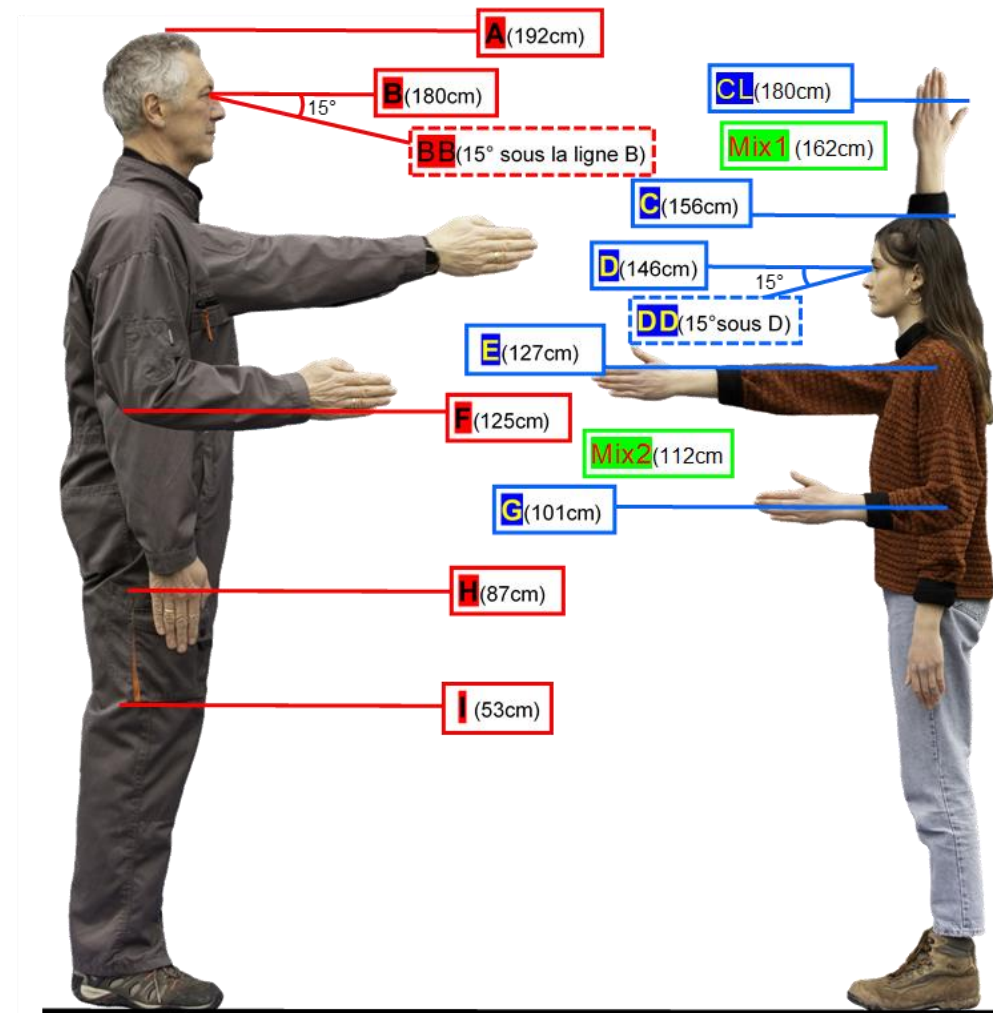 A(192cm)
B(180cm)
15°
BB(15° sous la ligne B)
CL(180cm)
Mix1 (162cm)
C(156cm)
D(146cm)
15°
DD(15°sous D)
E(127cm)
F(125cm)
Mix2(112cm
G(101cm)
H(87cm)
I (53cm)